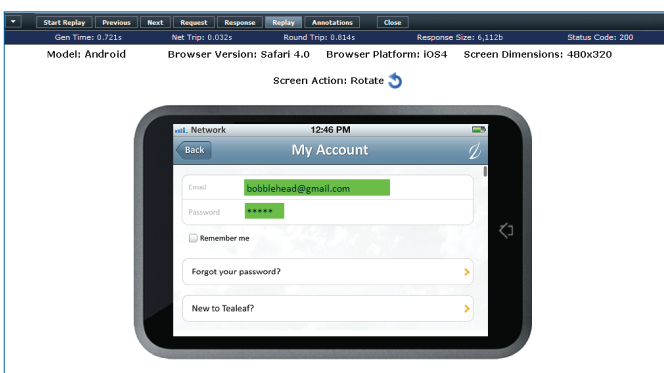 Start Replay Previous Next Request Response Replay Annotations Close
Gen Time: 0.721s Net Trip: 0.032s Round Trip: 0.814s Response Size: 6,112b Status Code: 200
Model: Android Browser Version: Safari 4.0 Browser Platform: iOS4 Screen Dimensions: 480x320
Screen Action: Rotate
Network 12:46 PM
Back My Account
Email bobblehead@gmail.com
Password *****
Remember me
Forgot your password?
New to Tealeaf?